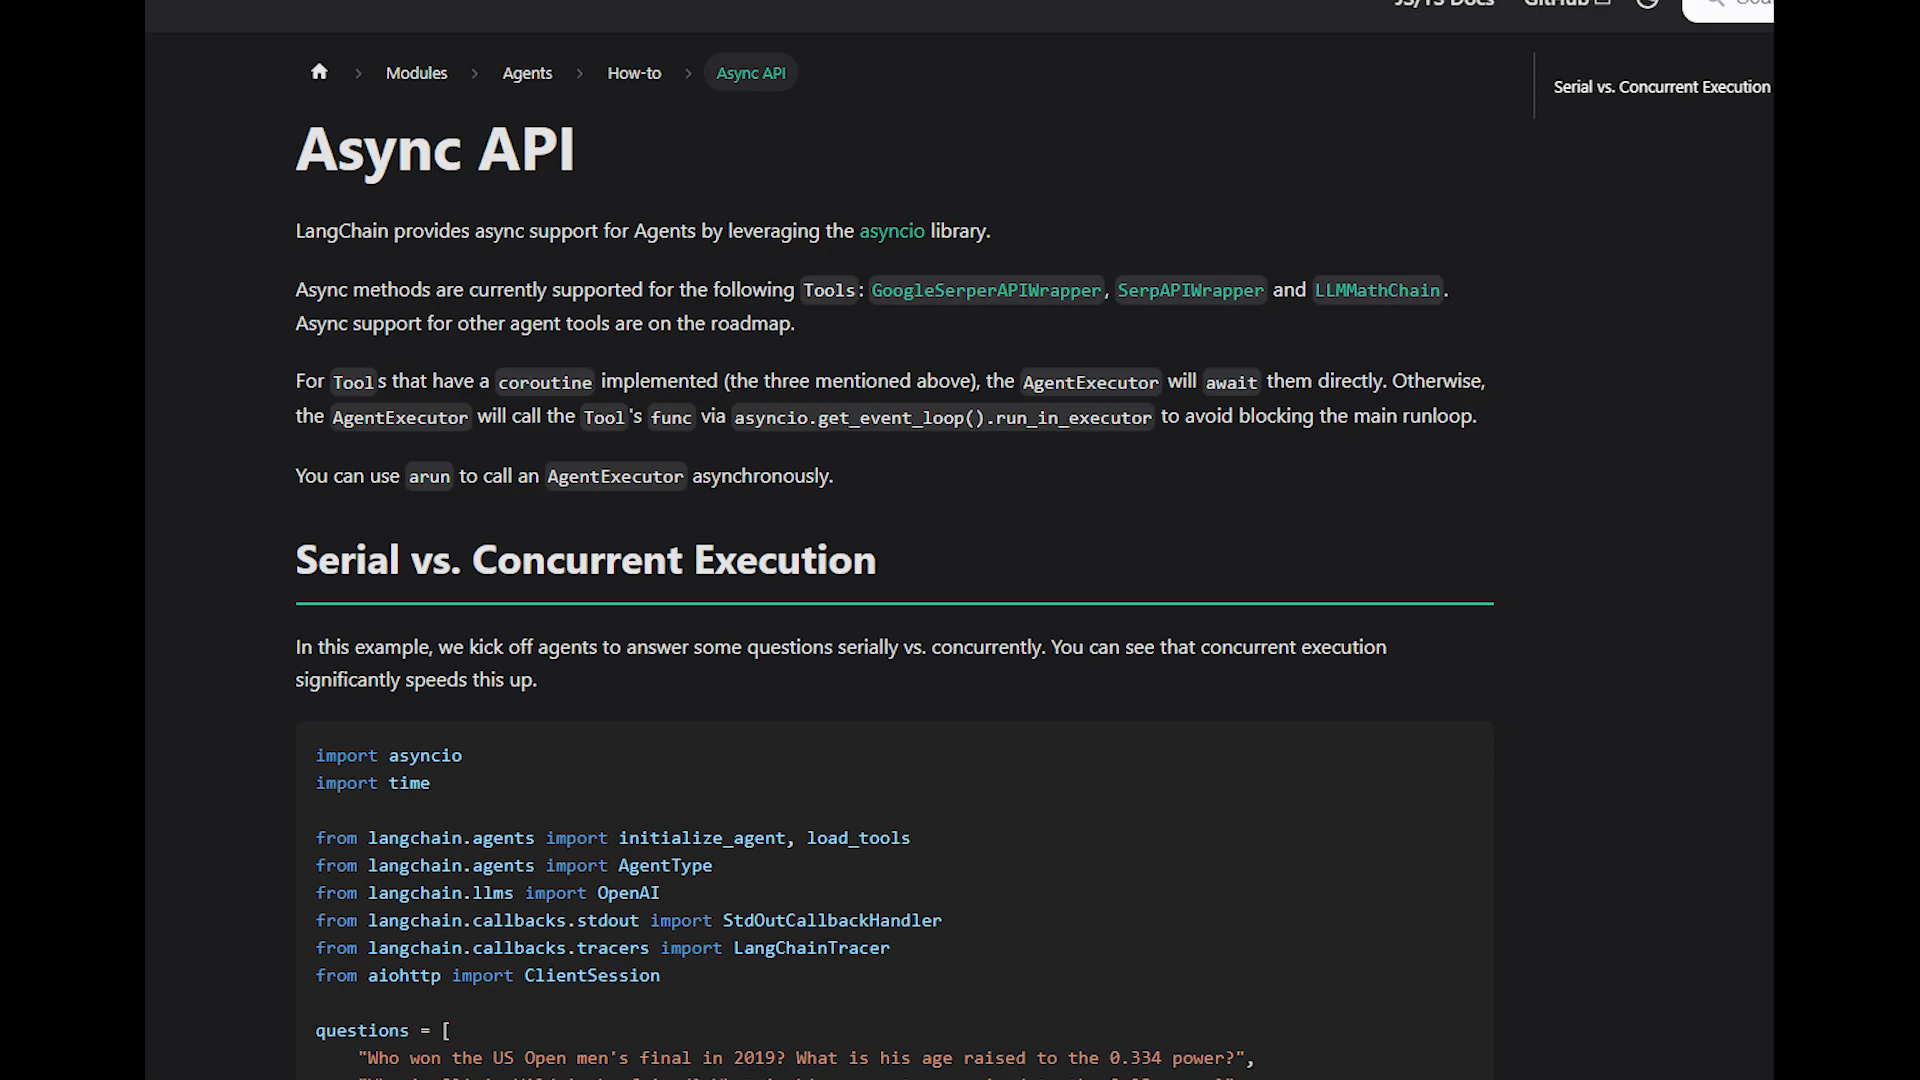 JS/TS Docs GitHub
Modules > Agents > How-to > Async API
Serial vs. Concurrent Execution
Async API
LangChain provides async support for Agents by leveraging the asyncio library.
Async methods are currently supported for the following Tools: GoogleSerperAPIWrapper, SerpAPIWrapper and LLMMathChain.
Async support for other agent tools are on the roadmap.
For Tools that have a coroutine implemented (the three mentioned above), the AgentExecutor will await them directly. Otherwise,
the AgentExecutor will call the Tool's func via asyncio.get_event_loop().run_in_executor to avoid blocking the main runloop.
You can use arun to call an AgentExecutor asynchronously.
Serial vs. Concurrent Execution
In this example, we kick off agents to answer some questions serially vs. concurrently. You can see that concurrent execution
significantly speeds this up.
import asyncio
import time
from langchain.agents import initialize_agent, load_tools
from langchain.agents import AgentType
from langchain.llms import OpenAI
from langchain.callbacks.stdout import StdOutCallbackHandler
from langchain.callbacks.tracers import LangChainTracer
from aiohttp import ClientSession
questions = [
"Who won the US Open men's final in 2019? What is his age raised to the 0.334 power?",